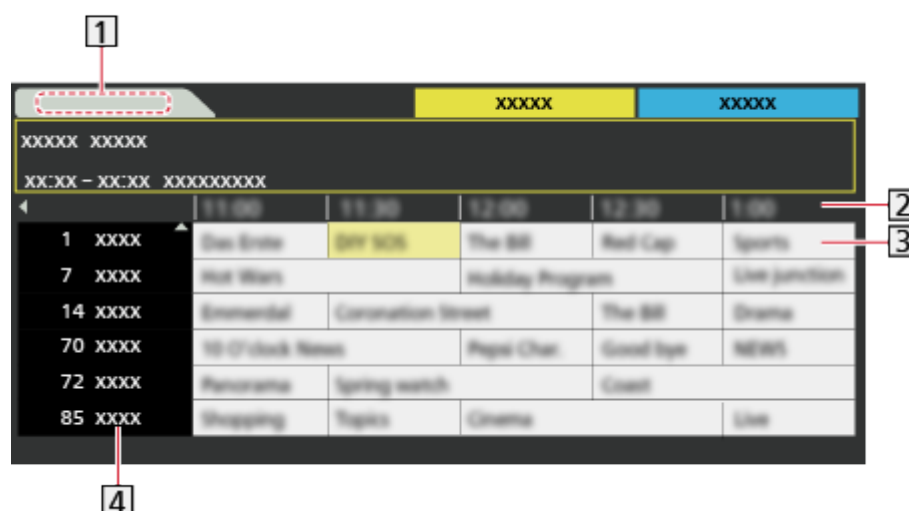 1
xxxxx xxxxx
xxxxx xxxxx
xx:xx – xx:xx xxxxxxxxx
11:00 11:30 12:00 12:30 1:00 2
1 xxxx Das Erste DIY SOS The Bill Red Cap Sports 3
7 xxxx Hot Wars Holiday Program Live junction
14 xxxx Emmerdal Coronation Street The Bill Drama
70 xxxx 10 O'clock News Pepsi Char. Good bye NEWS
72 xxxx Panorama Spring watch Coast
85 xxxx Shopping Topics Cinema Live
4